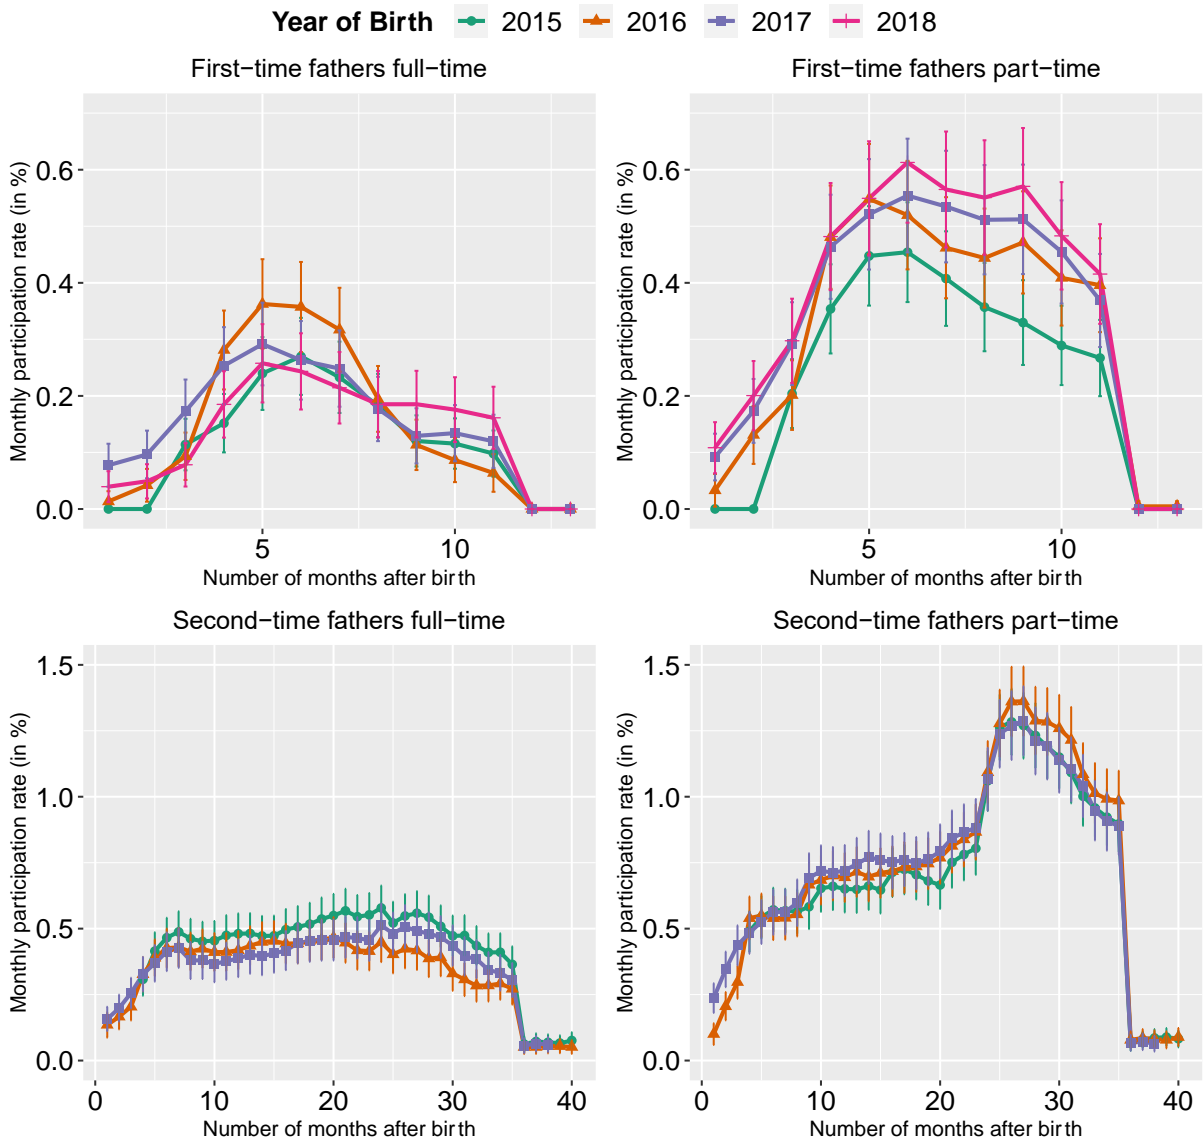 Year of Birth 2015 2016 2017 2018
First−time fathers full−time
First−time fathers part−time
Monthly participation rate (in %)
0.6
0.4
0.2
0.0
5 10
Number of months after birth
Monthly participation rate (in %)
0.6
0.4
0.2
0.0
5 10
Number of months after birth
Second−time fathers full−time
Second−time fathers part−time
Monthly participation rate (in %)
1.5
1.0
0.5
0.0
0 10 20 30 40
Number of months after birth
Monthly participation rate (in %)
1.5
1.0
0.5
0.0
0 10 20 30 40
Number of months after birth